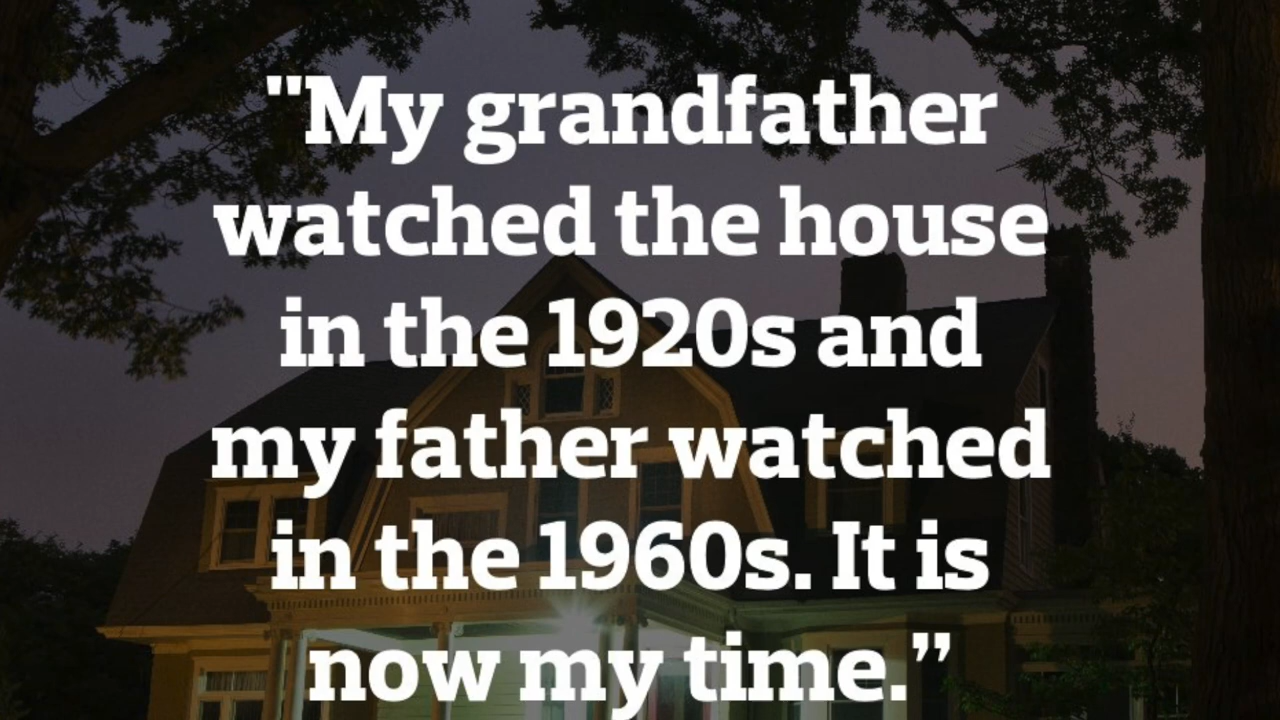 "My grandfather
watched the house
in the 1920s and
my father watched
in the 1960s. It is
now my time.”